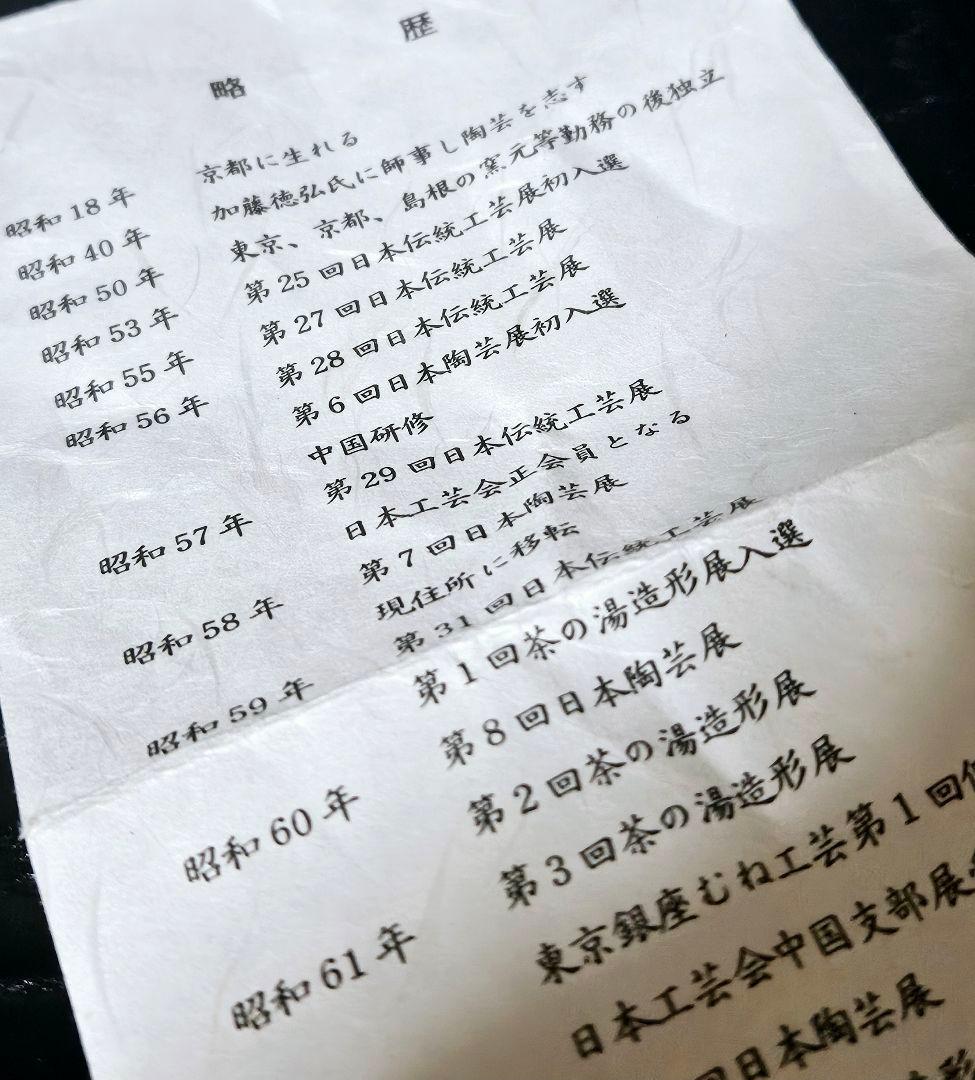 略 歴
昭和18年 京都に生れる
昭和40年 加藤徳弘氏に師事し陶芸を志す
昭和50年 東京、京都、島根の窯元等勤務の後独立
昭和53年 第25回日本伝統工芸展初入選
昭和55年 第27回日本伝統工芸展
昭和56年 第28回日本伝統工芸展
第6回日本陶芸展初入選
中国研修
昭和57年 第29回日本伝統工芸展
日本工芸会正会員となる
昭和58年 第7回日本陶芸展
現住所に移転
昭和59年 第31回日本伝統工芸展
第1回茶の湯造形展入選
昭和60年 第8回日本陶芸展
第2回茶の湯造形展
昭和61年 第3回茶の湯造形展
東京銀座むね工芸第1回
日本工芸会中国支部展
回日本陶芸展